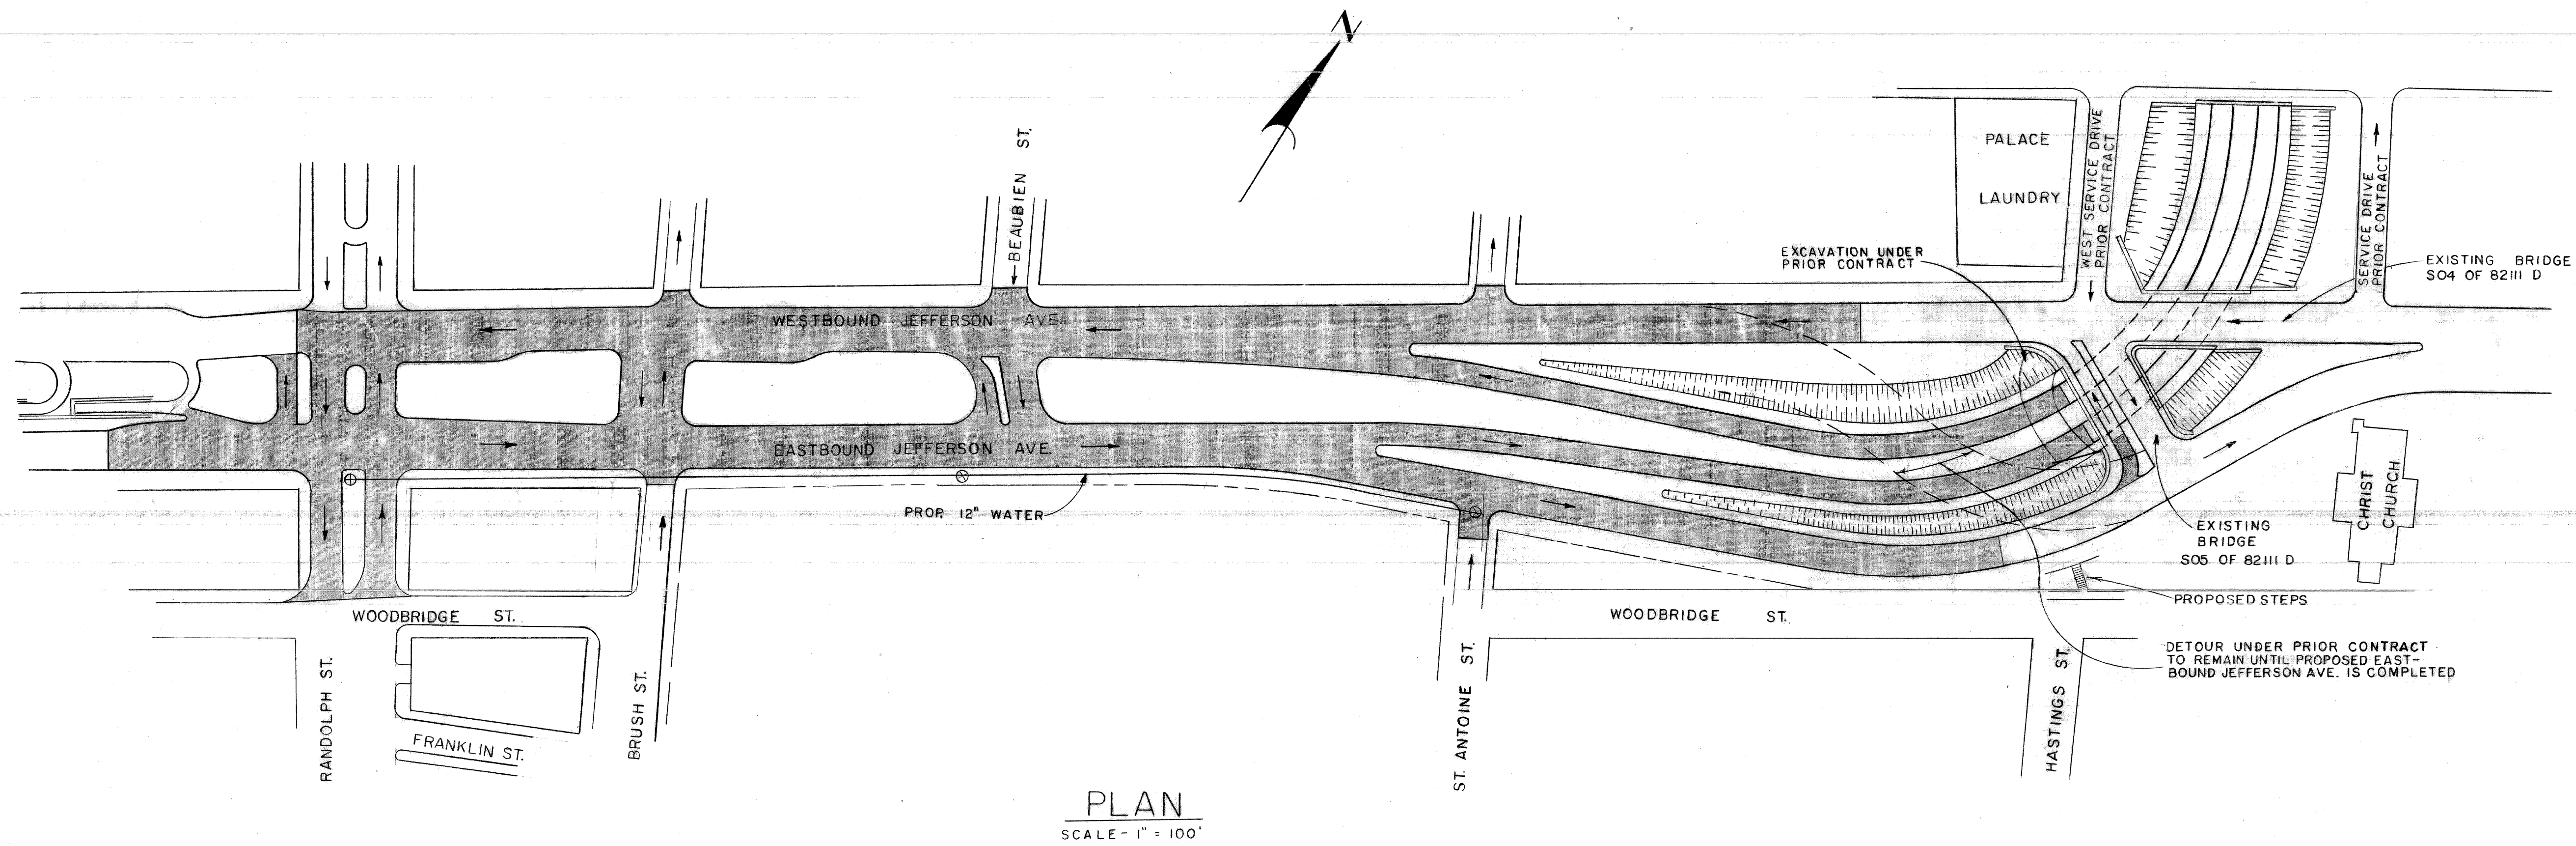 N
BEAUBIEN ST.
PALACE
LAUNDRY
WEST SERVICE DRIVE
PRIOR CONTRACT
SERVICE DRIVE
PRIOR CONTRACT
EXCAVATION UNDER
PRIOR CONTRACT
EXISTING BRIDGE
S04 OF 82111 D
WESTBOUND JEFFERSON AVE.
EASTBOUND JEFFERSON AVE.
PROP. 12" WATER
CHRIST
CHURCH
EXISTING
BRIDGE
S05 OF 82111 D
PROPOSED STEPS
WOODBRIDGE ST.
WOODBRIDGE ST.
DETOUR UNDER PRIOR CONTRACT
TO REMAIN UNTIL PROPOSED EAST-
BOUND JEFFERSON AVE. IS COMPLETED
RANDOLPH ST.
FRANKLIN ST.
BRUSH ST.
ST. ANTOINE ST.
HASTINGS ST.
PLAN
SCALE - 1" = 100'